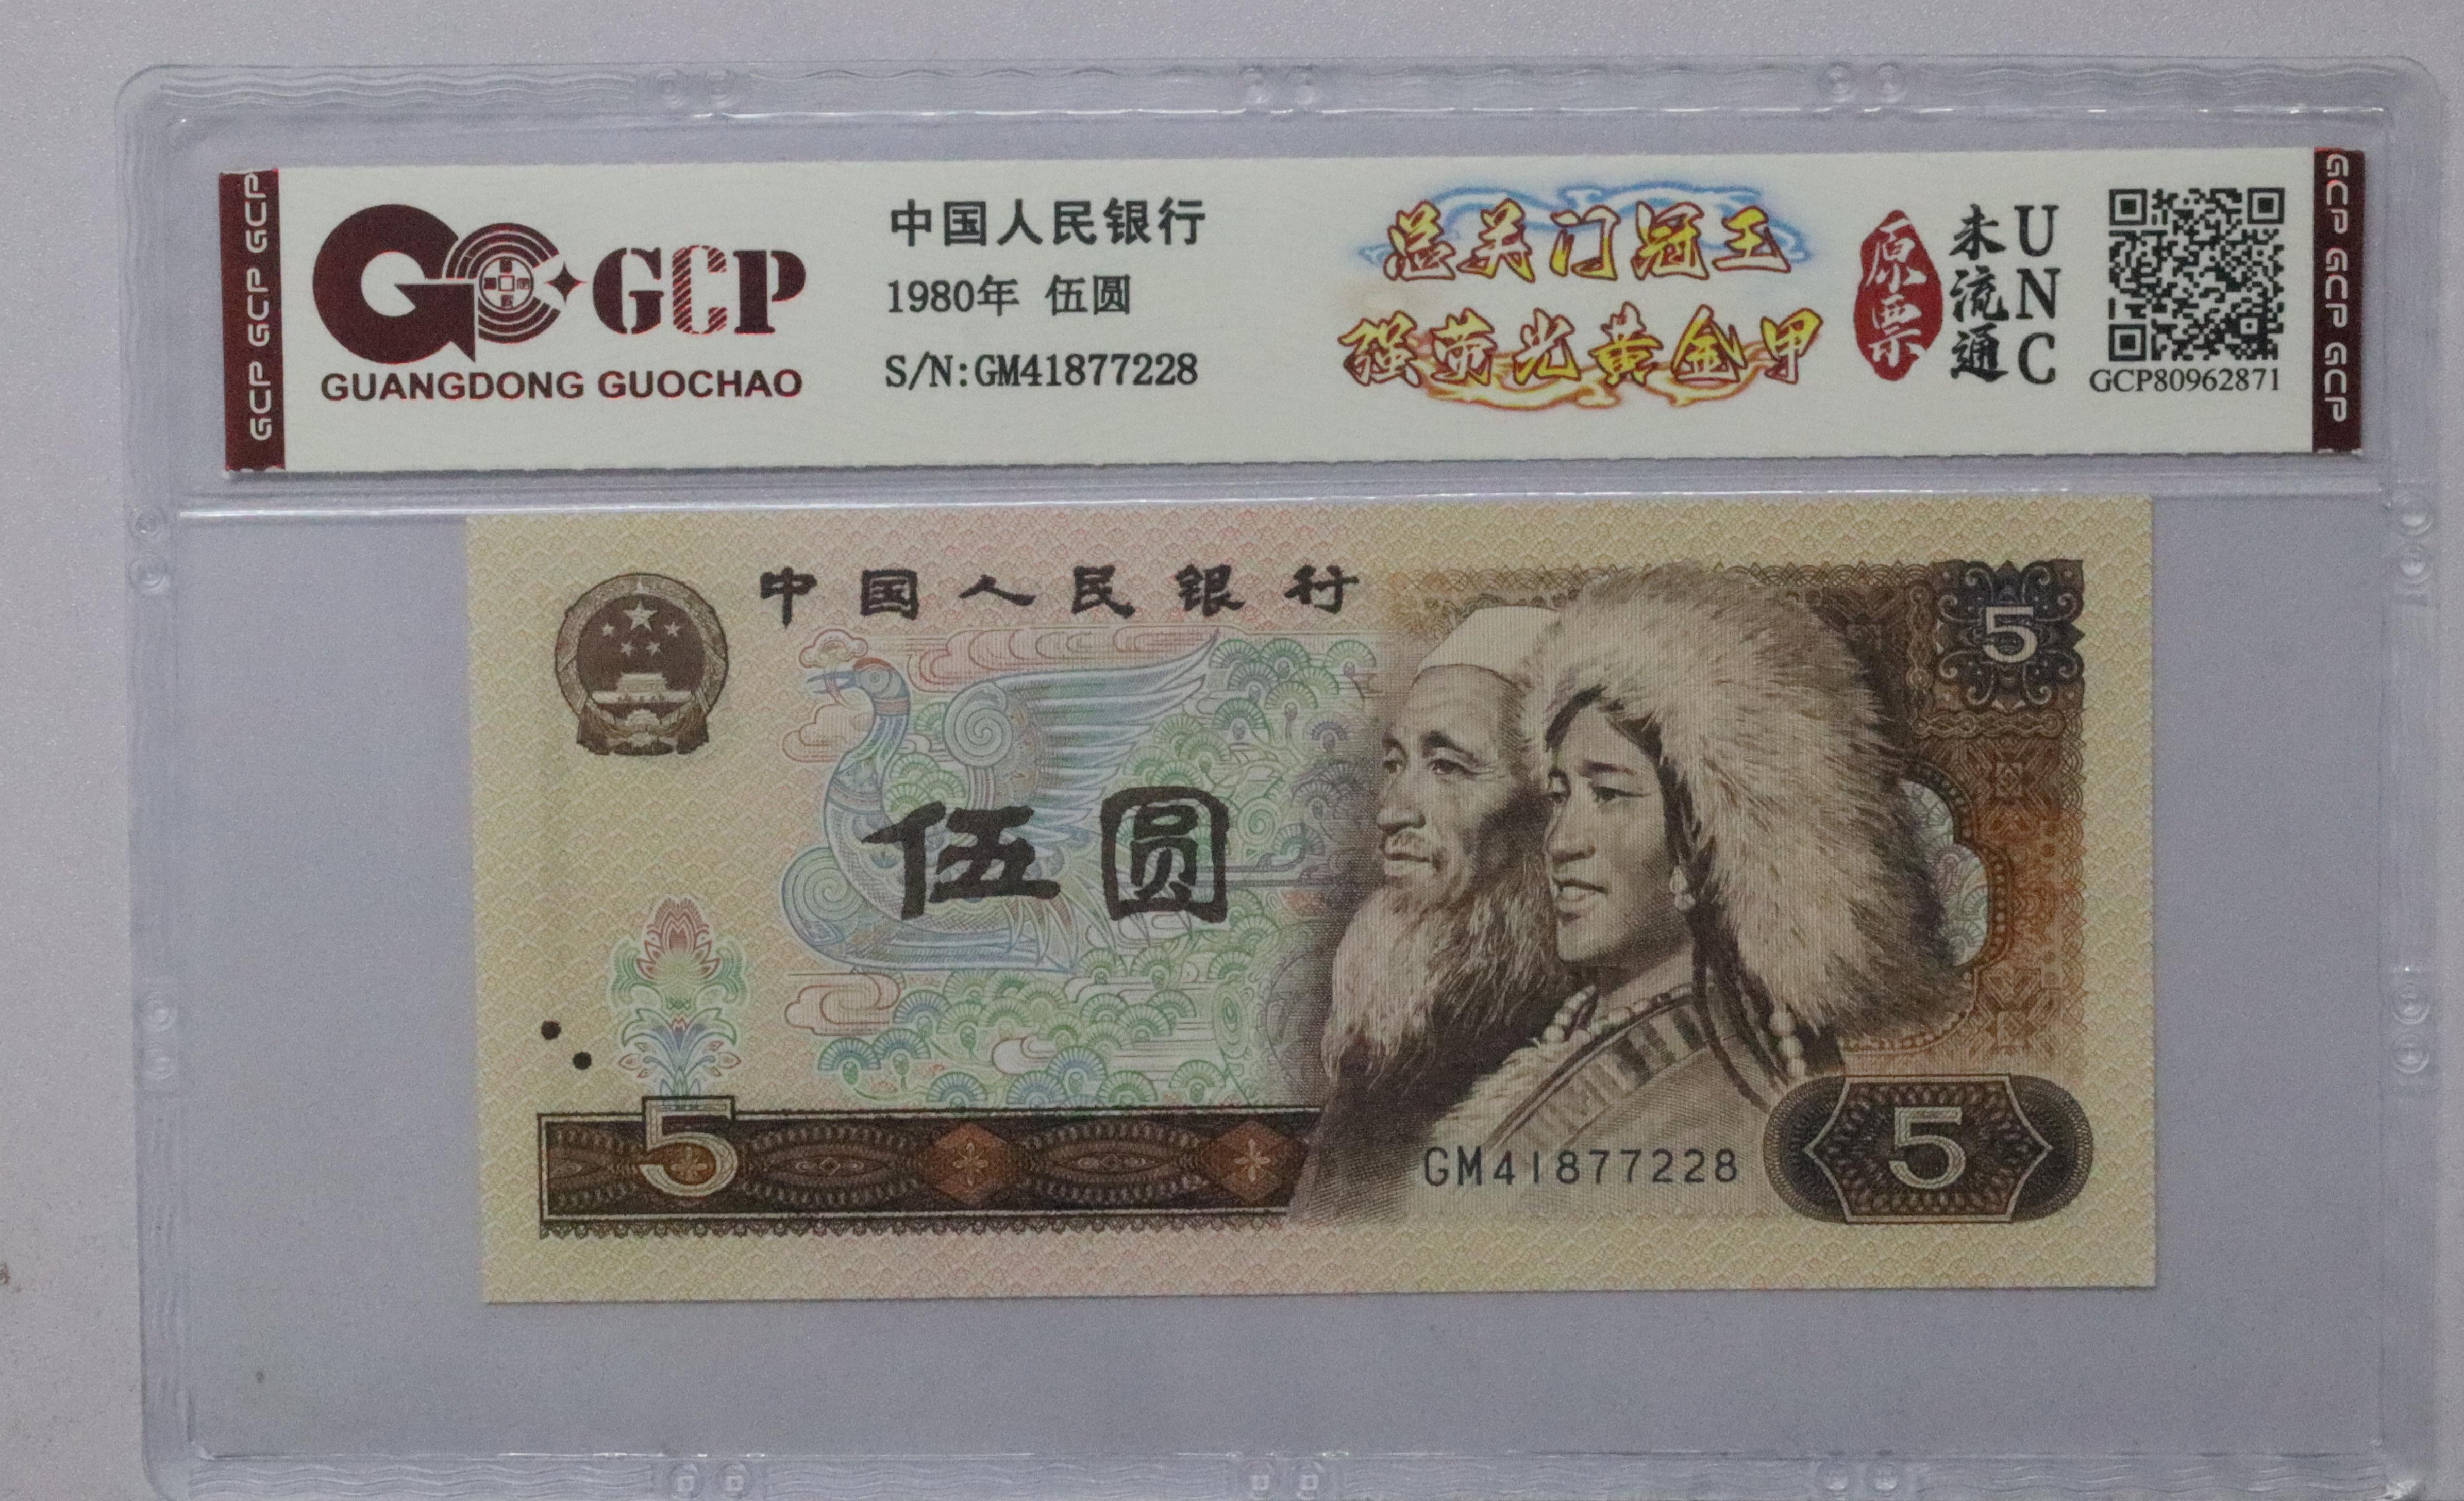 GCP GCP GCP
GCP
GUANGDONG GUOCHAO
中国人民银行
1980年 伍圆
S/N:GM41877228
总关门冠王
强荧光黄金甲
原票
未流通
UNC
GCP80962871
GCP GCP GCP
中国人民银行
5
伍圆
5
GM41877228
5